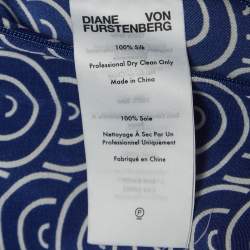 DIANE VON
FURSTENBERG
100% Silk
Professional Dry Clean Only
Made in China
100% Soie
Nettoyage À Sec Par Un
Professionnel Uniquement
Fabriqué en Chine
P